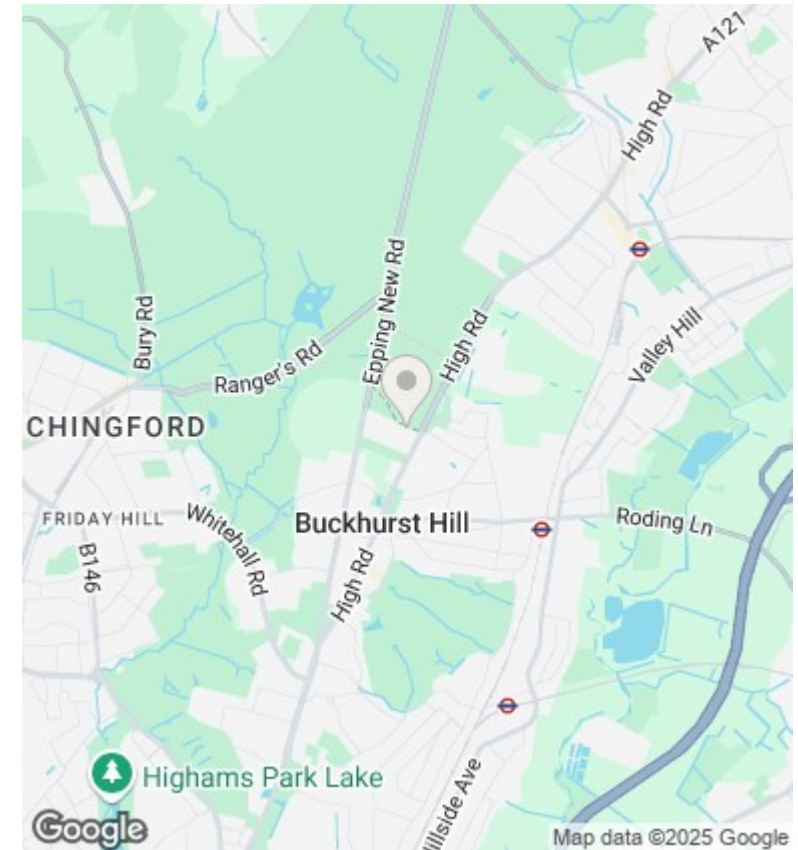 A121
High Rd
Epping New Rd
High Rd
Valley Hill
Bury Rd
Ranger's Rd
CHINGFORD
FRIDAY HILL
Whitehall Rd
Buckhurst Hill
Roding Ln
B146
High Rd
Highams Park Lake
Hillside Ave
Google
Map data ©2025 Google